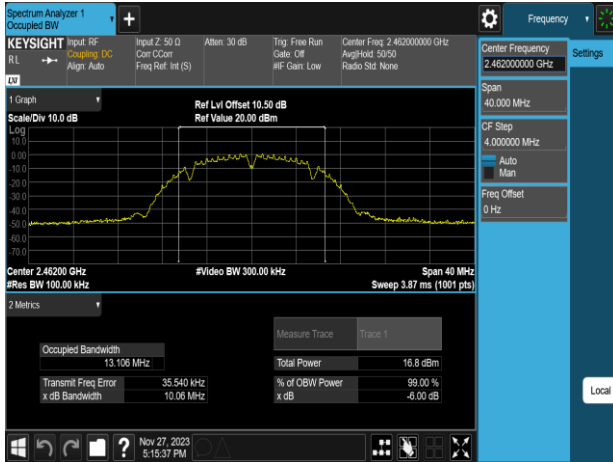 Spectrum Analyzer 1
Occupied BW
Frequency
KEYSIGHT
RL
LXI
Input: RF
Coupling: DC
Align: Auto
Input Z: 50 Ω
Corr CCorr
Freq Ref: Int (S)
Atten: 30 dB
Trig: Free Run
Gate: Off
#IF Gain: Low
Center Freq: 2.462000000 GHz
Avg|Hold: 50/50
Radio Std: None
Center Frequency
2.462000000 GHz
Settings
Span
40.000 MHz
CF Step
4.000000 MHz
Auto
Man
Freq Offset
0 Hz
Local
1 Graph
Scale/Div 10.0 dB
Ref Lvl Offset 10.50 dB
Ref Value 20.00 dBm
Log
10.0
0.00
-10.0
-20.0
-30.0
-40.0
-50.0
-60.0
-70.0
Center 2.46200 GHz
#Video BW 300.00 kHz
Span 40 MHz
#Res BW 100.00 kHz
Sweep 3.87 ms (1001 pts)
2 Metrics
Measure Trace
Trace 1
Occupied Bandwidth
13.106 MHz
Total Power
16.8 dBm
Transmit Freq Error
35.540 kHz
% of OBW Power
99.00 %
x dB Bandwidth
10.06 MHz
x dB
-6.00 dB
?
Nov 27, 2023
5:15:37 PM